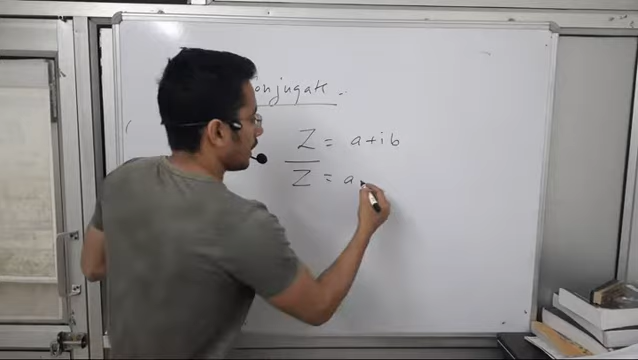 onjugate.
Z = a+ib
Z̅ = a